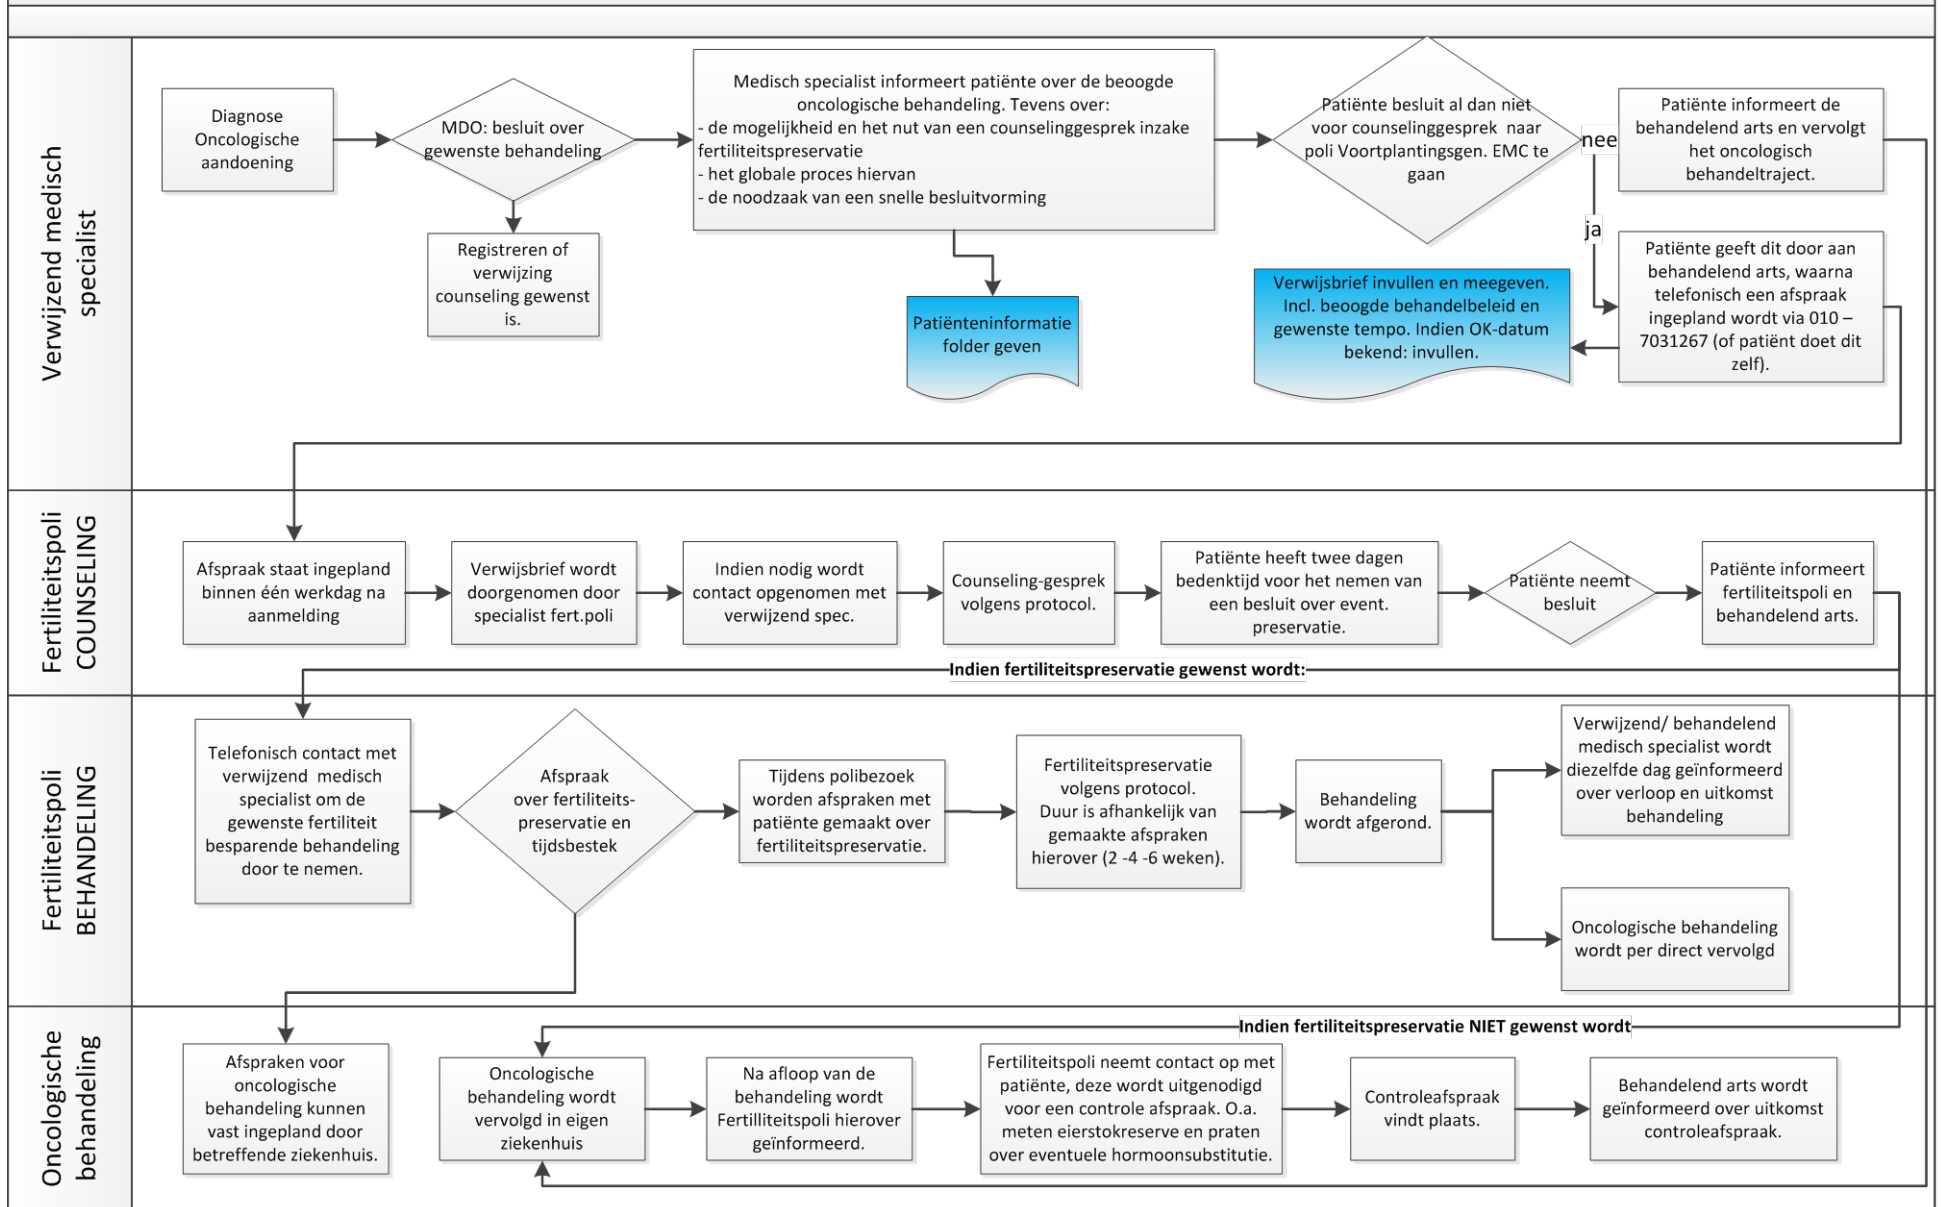 Verwijzend medisch
specialist
Diagnose
Oncologische
aandoening
MDO: besluit over
gewenste behandeling
Registreren of
verwijzing
counseling gewenst
is.
Medisch specialist informeert patiënte over de beoogde
oncologische behandeling. Tevens over:
- de mogelijkheid en het nut van een counselinggesprek inzake
fertiliteitspreservatie
- het globale proces hiervan
- de noodzaak van een snelle besluitvorming
Patiënteninformatie
folder geven
Patiënte besluit al dan niet
voor counselinggesprek naar
poli Voortplantingsgen. EMC te
gaan
nee
ja
Patiënte informeert de
behandelend arts en vervolgt
het oncologisch
behandeltraject.
Patiënte geeft dit door aan
behandelend arts, waarna
telefonisch een afspraak
ingepland wordt via 010 –
7031267 (of patiënt doet dit
zelf).
Verwijsbrief invullen en meegeven.
Incl. beoogde behandelbeleid en
gewenste tempo. Indien OK-datum
bekend: invullen.
Fertiliteitspoli
COUNSELING
Afspraak staat ingepland
binnen één werkdag na
aanmelding
Verwijsbrief wordt
doorgenomen door
specialist fert.poli
Indien nodig wordt
contact opgenomen met
verwijzend spec.
Counseling-gesprek
volgens protocol.
Patiënte heeft twee dagen
bedenktijd voor het nemen van
een besluit over event.
preservatie.
Patiënte neemt
besluit
Patiënte informeert
fertiliteitspoli en
behandelend arts.
Indien fertiliteitspreservatie gewenst wordt:
Fertiliteitspoli
BEHANDELING
Telefonisch contact met
verwijzend medisch
specialist om de
gewenste fertiliteit
besparende behandeling
door te nemen.
Afspraak
over fertiliteits-
preservatie en
tijdsbestek
Tijdens polibezoek
worden afspraken met
patiënte gemaakt over
fertiliteitspreservatie.
Fertiliteitspreservatie
volgens protocol.
Duur is afhankelijk van
gemaakte afspraken
hierover (2 -4 -6 weken).
Behandeling
wordt afgerond.
Verwijzend/ behandelend
medisch specialist wordt
diezelfde dag geïnformeerd
over verloop en uitkomst
behandeling
Oncologische behandeling
wordt per direct vervolgd
Oncologische
behandeling
Indien fertiliteitspreservatie NIET gewenst wordt
Afspraken voor
oncologische
behandeling kunnen
vast ingepland door
betreffende ziekenhuis.
Oncologische
behandeling wordt
vervolgd in eigen
ziekenhuis
Na afloop van de
behandeling wordt
Fertilliteitspoli hierover
geïnformeerd.
Fertiliteitspoli neemt contact op met
patiënte, deze wordt uitgenodigd
voor een controle afspraak. O.a.
meten eierstokreserve en praten
over eventuele hormoonsubstitutie.
Controleafspraak
vindt plaats.
Behandelend arts wordt
geïnformeerd over uitkomst
controleafspraak.